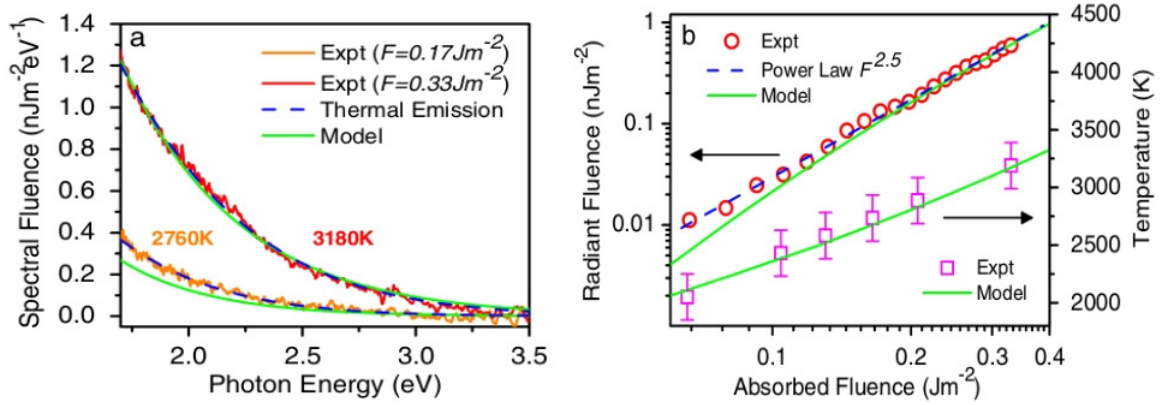 a
Spectral Fluence (nJm⁻²eV⁻¹)
1.4
1.2
1.0
0.8
0.6
0.4
0.2
0.0
Expt (F=0.17Jm⁻²)
Expt (F=0.33Jm⁻²)
Thermal Emission
Model
2760K
3180K
2.0
2.5
3.0
3.5
Photon Energy (eV)
b
Radiant Fluence (nJm⁻²)
1
0.1
0.01
Expt
Power Law F²·⁵
Model
Expt
Model
4500
4000
3500
3000
2500
2000
Temperature (K)
0.1
0.2
0.3
0.4
Absorbed Fluence (Jm⁻²)